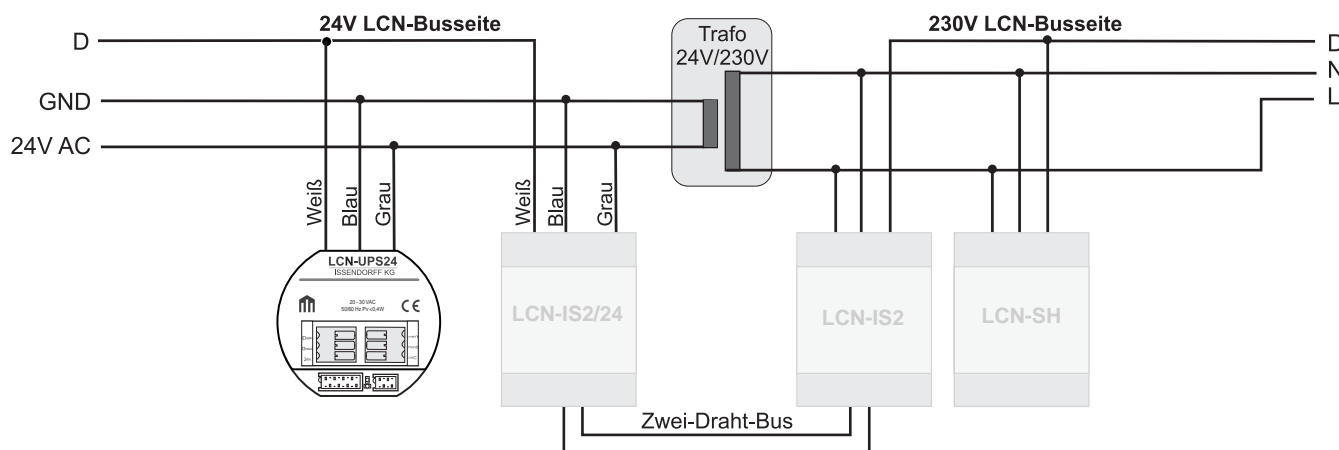 24V LCN-Busseite
230V LCN-Busseite
Trafo
24V/230V
D
GND
24V AC
D
N
L
Weiß
Blau
Grau
Weiß
Blau
Grau
LCN-UPS24
ISSENDORFF KG
20 - 30 VAC
50/60 Hz Pv<0,4W
CE
LCN-IS2/24
LCN-IS2
LCN-SH
Zwei-Draht-Bus